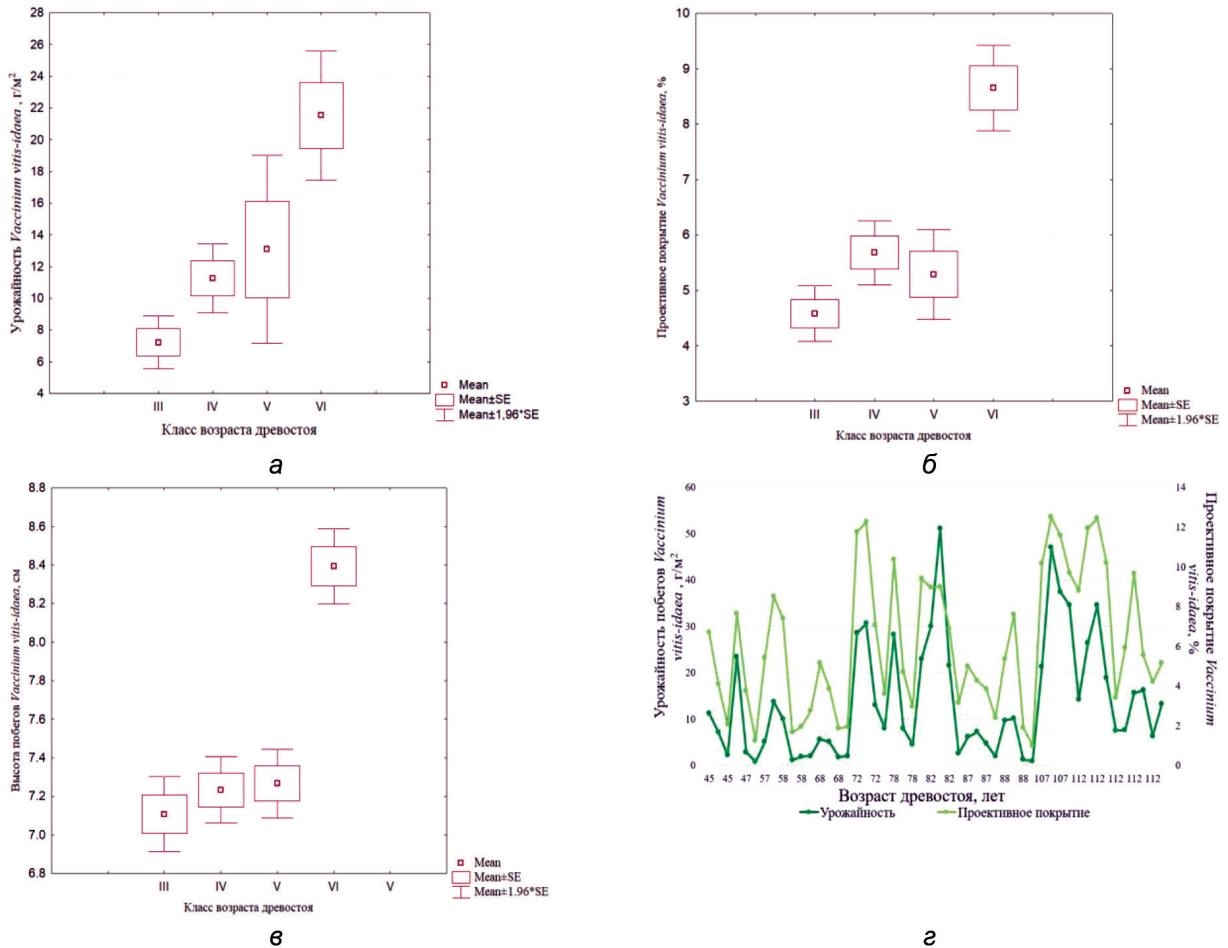 28
26
24
22
20
18
16
14
12
10
8
6
4
Урожайность Vaccinium vitis-idaea , г/м²
III IV V VI
Класс возраста древостоя
Mean
Mean±SE
Mean±1,96*SE
а
10
9
8
7
6
5
4
3
Проективное покрытие Vaccinium vitis-idaea, %
III IV V VI
Класс возраста древостоя
Mean
Mean±SE
Mean±1.96*SE
б
8.8
8.6
8.4
8.2
8.0
7.8
7.6
7.4
7.2
7.0
6.8
Высота побегов Vaccinium vitis-idaea, см
III IV V VI V
Класс возраста древостоя
Mean
Mean±SE
Mean±1.96*SE
в
Урожайность побегов Vaccinium
vitis-idaea , г/м²
60
50
40
30
20
10
0
14
12
10
8
6
4
2
0
Проективное покрытие Vaccinium
vitis-idaea, %
45 45 47 57 58 58 68 68 72 72 78 78 82 82 87 87 88 88 107 107 112 112 112 112 112
Возраст древостоя, лет
Урожайность Проективное покрытие
г